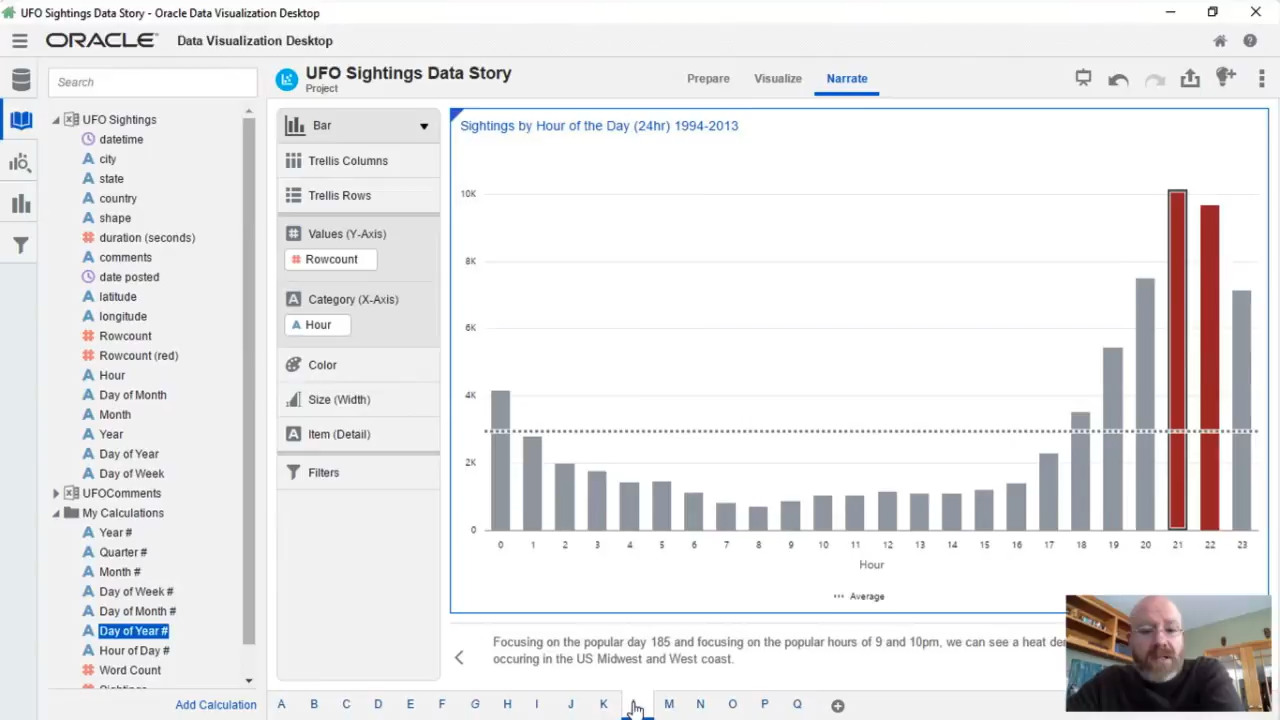 UFO Sightings Data Story - Oracle Data Visualization Desktop
ORACLE Data Visualization Desktop
Search
UFO Sightings
datetime
city
state
country
shape
duration (seconds)
comments
date posted
latitude
longitude
Rowcount
Rowcount (red)
Hour
Day of Month
Month
Year
Day of Year
Day of Week
UFOComments
My Calculations
Year #
Quarter #
Month #
Day of Week #
Day of Month #
Day of Year #
Hour of Day #
Word Count
Add Calculation
UFO Sightings Data Story
Project
Prepare Visualize Narrate
Bar
Trellis Columns
Trellis Rows
Values (Y-Axis)
Rowcount
Category (X-Axis)
Hour
Color
Size (Width)
Item (Detail)
Filters
Sightings by Hour of the Day (24hr) 1994-2013
10K
8K
6K
4K
2K
0
0 1 2 3 4 5 6 7 8 9 10 11 12 13 14 15 16 17 18 19 20 21 22 23
Hour
Average
Focusing on the popular day 185 and focusing on the popular hours of 9 and 10pm, we can see a heat
occuring in the US Midwest and West coast.
A B C D E F G H I J K M N O P Q